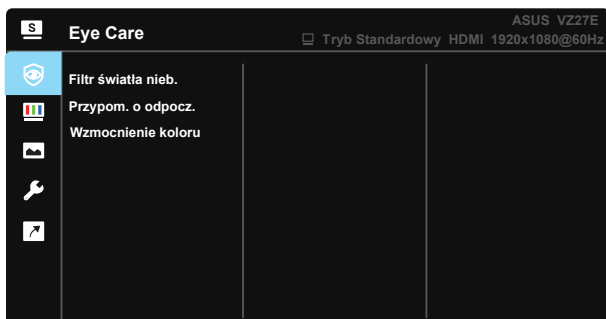 S
ASUS VZ27E
Eye Care
Tryb Standardowy HDMI 1920x1080@60Hz
Filtr światła nieb.
Przypom. o odpocz.
Wzmocnienie koloru